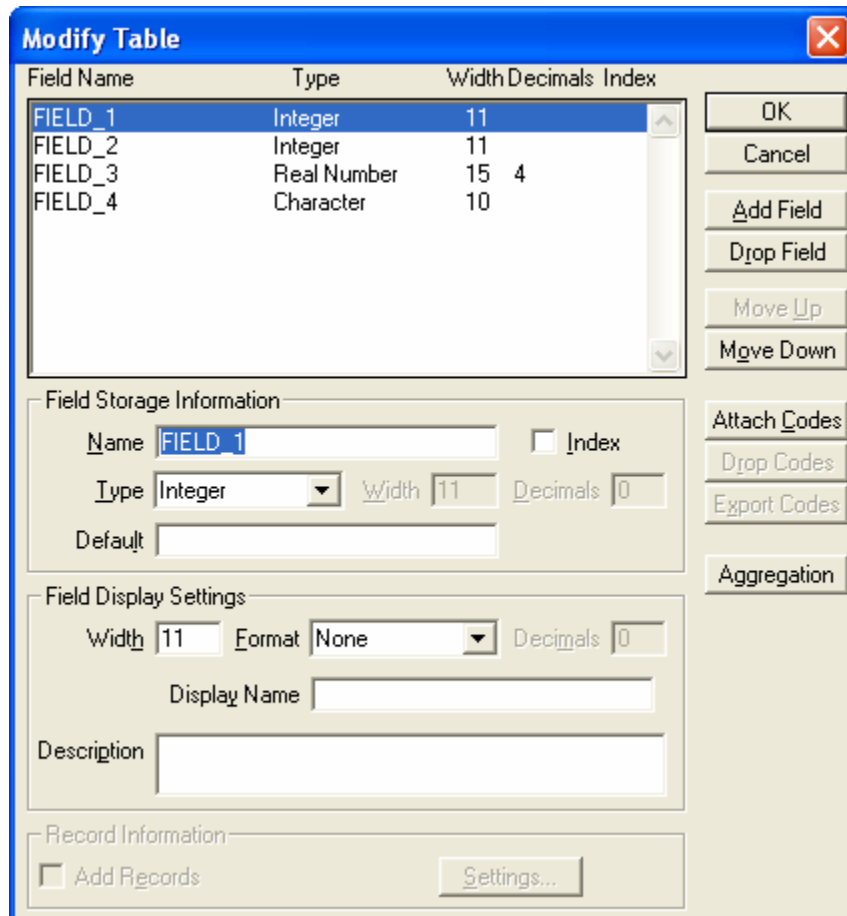 Modify Table
Field Name Type Width Decimals Index
FIELD_1 Integer 11
FIELD_2 Integer 11
FIELD_3 Real Number 15 4
FIELD_4 Character 10
OK
Cancel
Add Field
Drop Field
Move Up
Move Down
Attach Codes
Drop Codes
Export Codes
Aggregation
Field Storage Information
Name FIELD_1 Index
Type Integer Width 11 Decimals 0
Default
Field Display Settings
Width 11 Format None Decimals 0
Display Name
Description
Record Information
Add Records Settings...